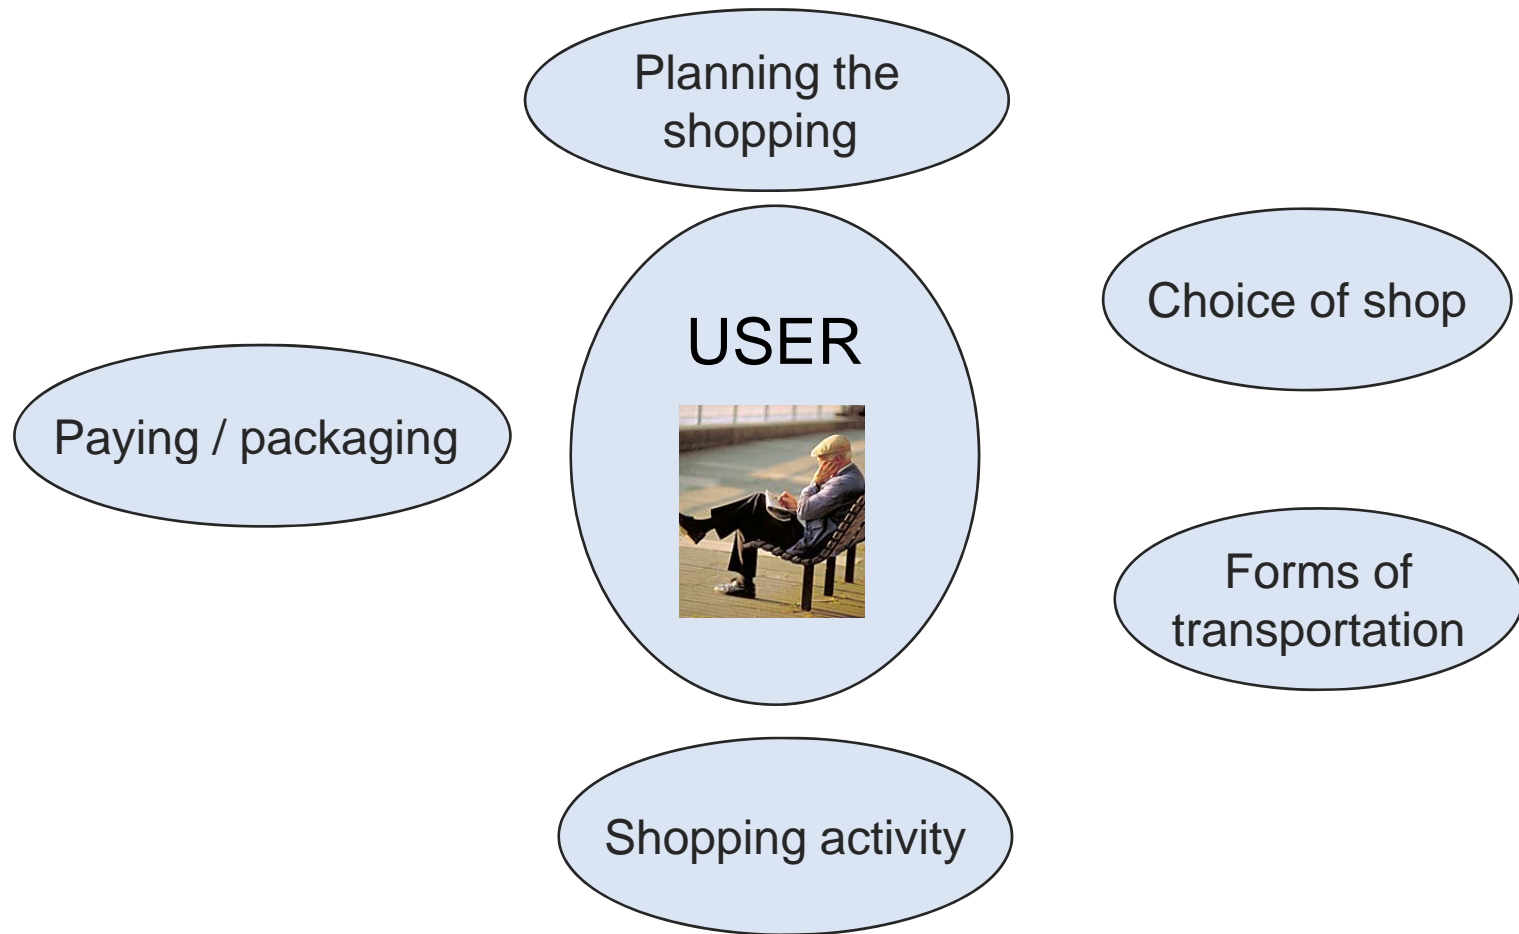 Planning the
shopping
Choice of shop
USER
Paying / packaging
Forms of
transportation
Shopping activity